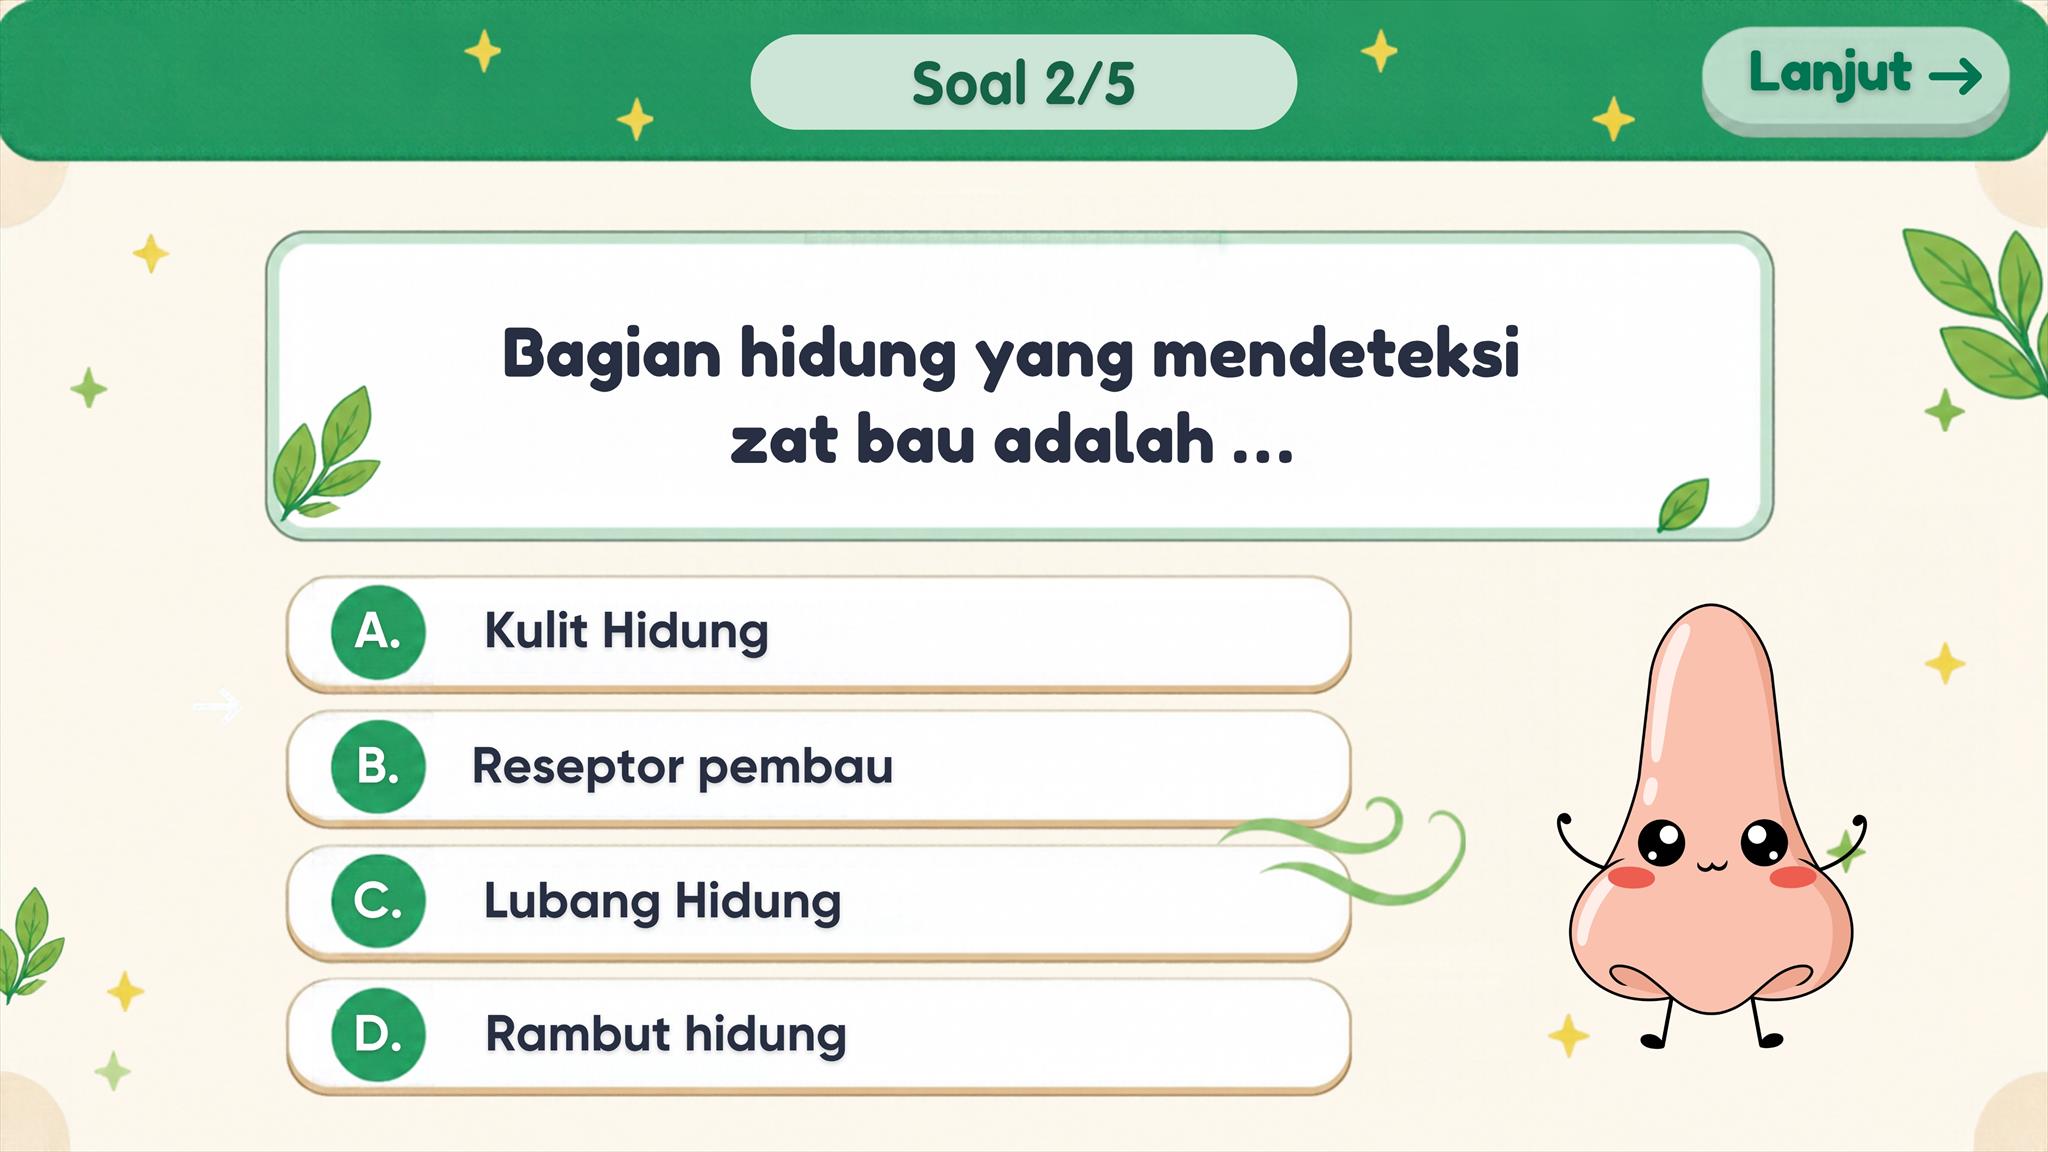 Soal 2/5
Lanjut →
Bagian hidung yang mendeteksi
zat bau adalah ...
A. Kulit Hidung
B. Reseptor pembau
C. Lubang Hidung
D. Rambut hidung